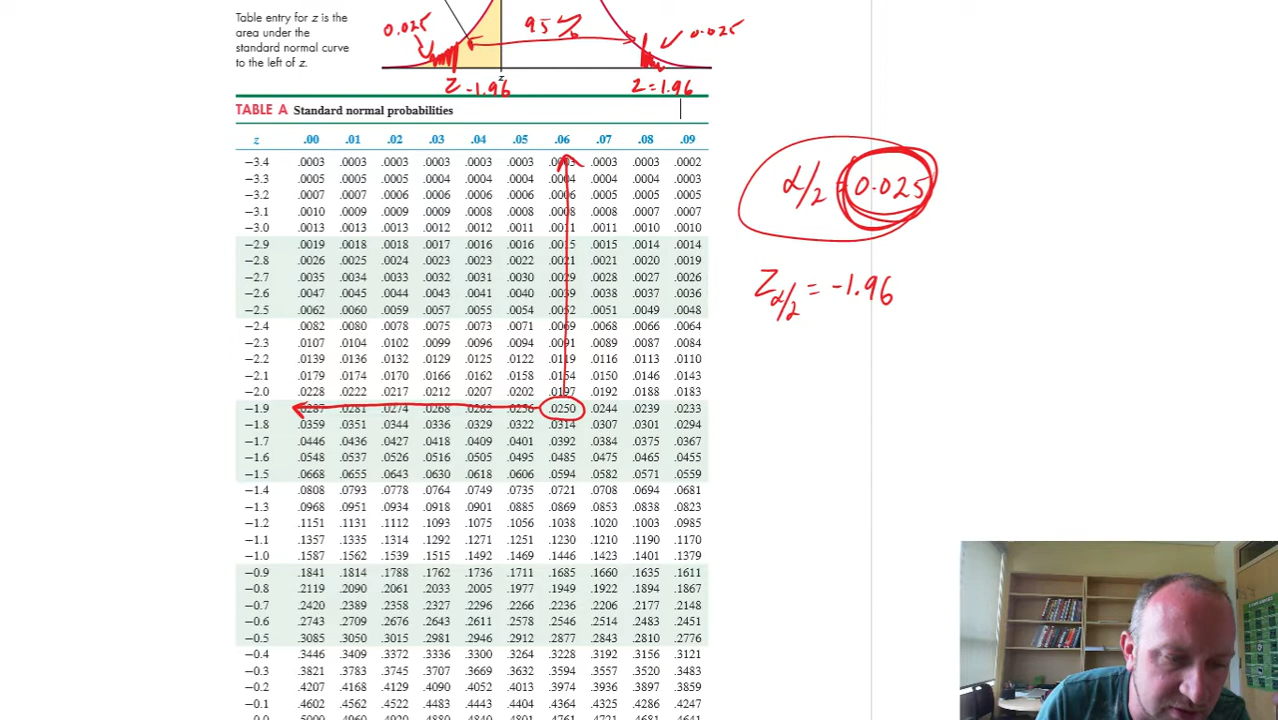 Table entry for z is the
area under the
standard normal curve
to the left of z.
0.025
95%
0.025
z
Z -1.96
Z=1.96
TABLE A Standard normal probabilities
z .00 .01 .02 .03 .04 .05 .06 .07 .08 .09
−3.4 .0003 .0003 .0003 .0003 .0003 .0003 .0003 .0003 .0003 .0002
−3.3 .0005 .0005 .0005 .0004 .0004 .0004 .0004 .0004 .0004 .0003
−3.2 .0007 .0007 .0006 .0006 .0006 .0006 .0006 .0005 .0005 .0005
−3.1 .0010 .0009 .0009 .0009 .0008 .0008 .0008 .0008 .0007 .0007
−3.0 .0013 .0013 .0013 .0012 .0012 .0011 .0011 .0011 .0010 .0010
−2.9 .0019 .0018 .0018 .0017 .0016 .0016 .0015 .0015 .0014 .0014
−2.8 .0026 .0025 .0024 .0023 .0023 .0022 .0021 .0021 .0020 .0019
−2.7 .0035 .0034 .0033 .0032 .0031 .0030 .0029 .0028 .0027 .0026
−2.6 .0047 .0045 .0044 .0043 .0041 .0040 .0039 .0038 .0037 .0036
−2.5 .0062 .0060 .0059 .0057 .0055 .0054 .0052 .0051 .0049 .0048
−2.4 .0082 .0080 .0078 .0075 .0073 .0071 .0069 .0068 .0066 .0064
−2.3 .0107 .0104 .0102 .0099 .0096 .0094 .0091 .0089 .0087 .0084
−2.2 .0139 .0136 .0132 .0129 .0125 .0122 .0119 .0116 .0113 .0110
−2.1 .0179 .0174 .0170 .0166 .0162 .0158 .0154 .0150 .0146 .0143
−2.0 .0228 .0222 .0217 .0212 .0207 .0202 .0197 .0192 .0188 .0183
−1.9 .0287 .0281 .0274 .0268 .0262 .0256 .0250 .0244 .0239 .0233
−1.8 .0359 .0351 .0344 .0336 .0329 .0322 .0314 .0307 .0301 .0294
−1.7 .0446 .0436 .0427 .0418 .0409 .0401 .0392 .0384 .0375 .0367
−1.6 .0548 .0537 .0526 .0516 .0505 .0495 .0485 .0475 .0465 .0455
−1.5 .0668 .0655 .0643 .0630 .0618 .0606 .0594 .0582 .0571 .0559
−1.4 .0808 .0793 .0778 .0764 .0749 .0735 .0721 .0708 .0694 .0681
−1.3 .0968 .0951 .0934 .0918 .0901 .0885 .0869 .0853 .0838 .0823
−1.2 .1151 .1131 .1112 .1093 .1075 .1056 .1038 .1020 .1003 .0985
−1.1 .1357 .1335 .1314 .1292 .1271 .1251 .1230 .1210 .1190 .1170
−1.0 .1587 .1562 .1539 .1515 .1492 .1469 .1446 .1423 .1401 .1379
−0.9 .1841 .1814 .1788 .1762 .1736 .1711 .1685 .1660 .1635 .1611
−0.8 .2119 .2090 .2061 .2033 .2005 .1977 .1949 .1922 .1894 .1867
−0.7 .2420 .2389 .2358 .2327 .2296 .2266 .2236 .2206 .2177 .2148
−0.6 .2743 .2709 .2676 .2643 .2611 .2578 .2546 .2514 .2483 .2451
−0.5 .3085 .3050 .3015 .2981 .2946 .2912 .2877 .2843 .2810 .2776
−0.4 .3446 .3409 .3372 .3336 .3300 .3264 .3228 .3192 .3156 .3121
−0.3 .3821 .3783 .3745 .3707 .3669 .3632 .3594 .3557 .3520 .3483
−0.2 .4207 .4168 .4129 .4090 .4052 .4013 .3974 .3936 .3897 .3859
−0.1 .4602 .4562 .4522 .4483 .4443 .4404 .4364 .4325 .4286 .4247
α/2 = 0.025
Zα/2 = -1.96